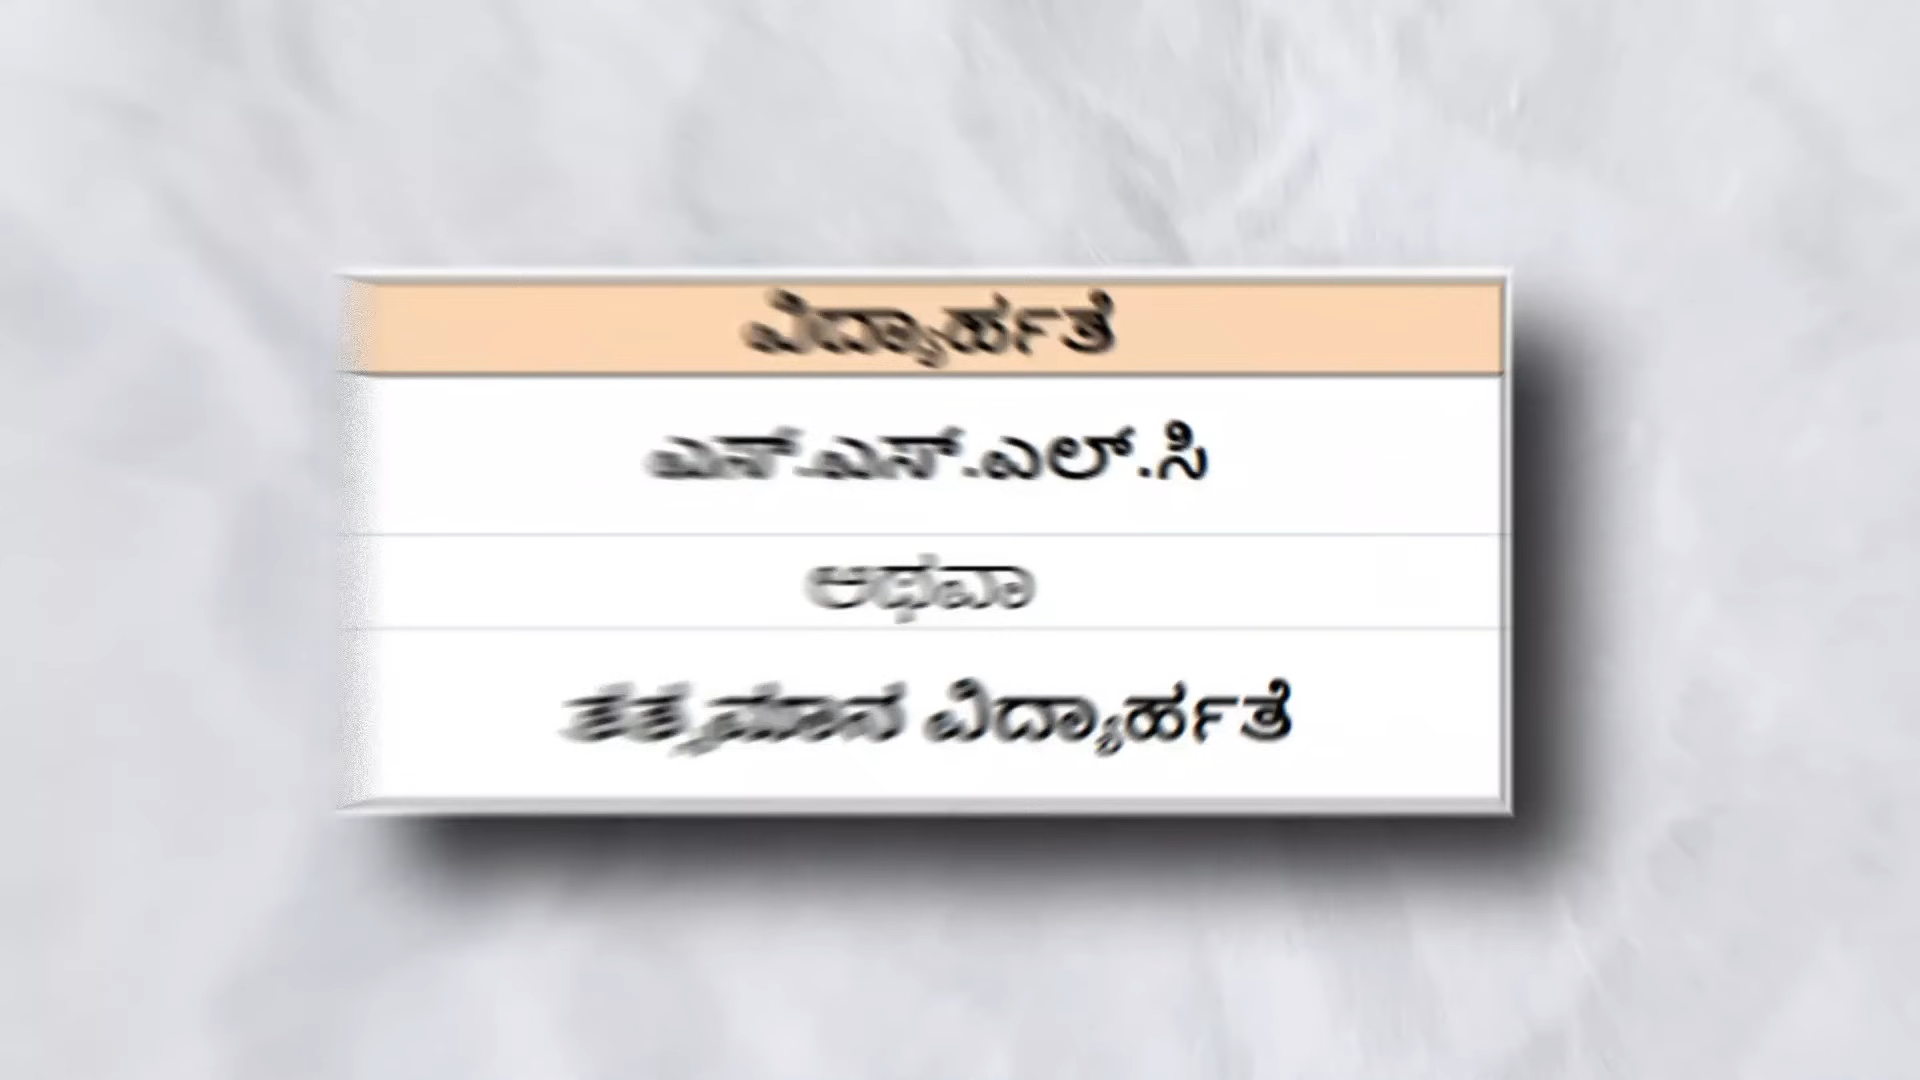 ವಿದ್ಯಾರ್ಹತೆ
ಎಸ್.ಎಸ್.ಎಲ್.ಸಿ
ಅಥವಾ
ತತ್ಸಮಾನ ವಿದ್ಯಾರ್ಹತೆ